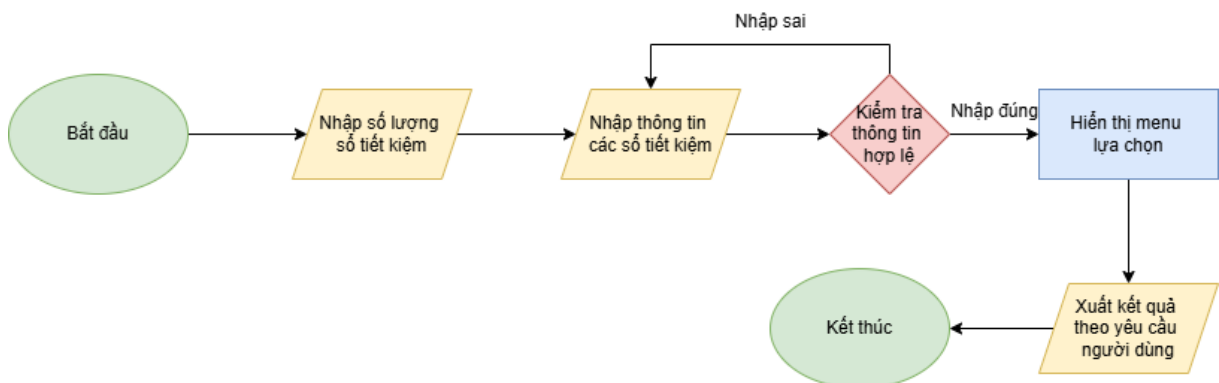 Nhập sai
Bắt đầu
Nhập số lượng
sổ tiết kiệm
Nhập thông tin
các sổ tiết kiệm
Kiểm tra
thông tin
hợp lệ
Nhập đúng
Hiển thị menu
lựa chọn
Kết thúc
Xuất kết quả
theo yêu cầu
người dùng